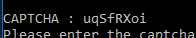 CAPTCHA : uqSfRXoi
Please enter the captcha